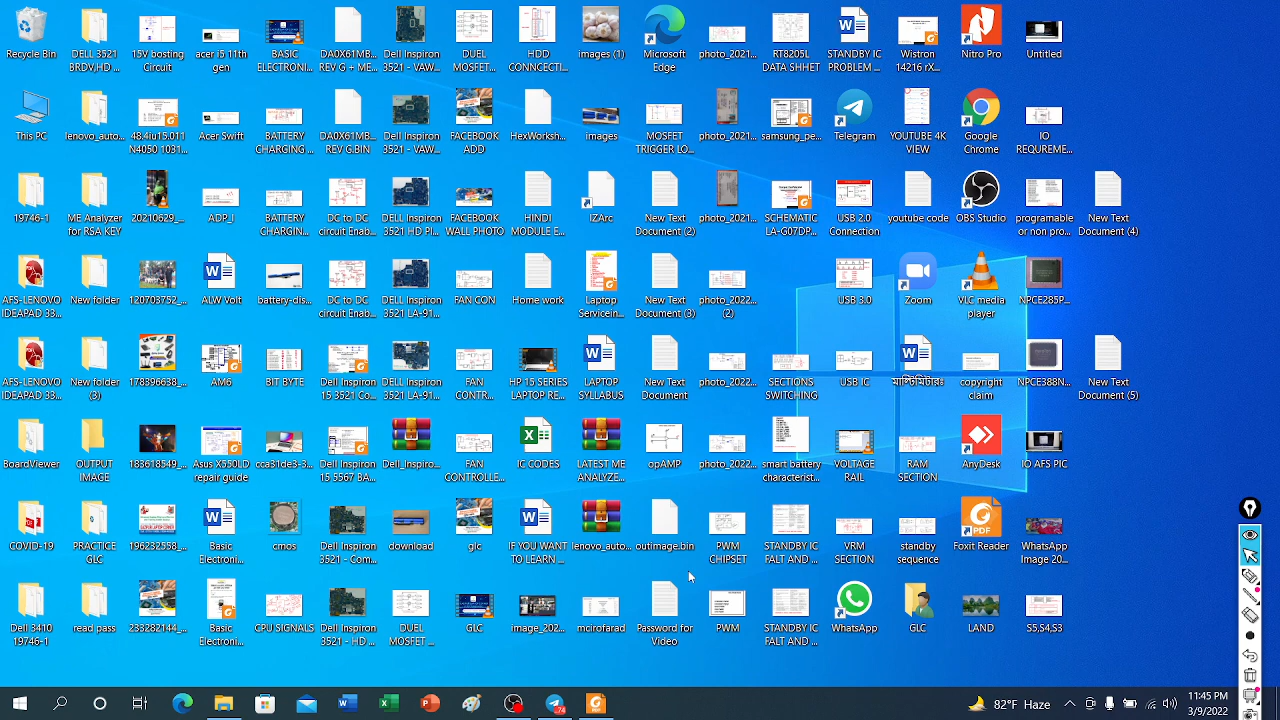 Recycle Bin
DELL 3521
BRDV,HD ...
15V bosting
Circuit
acer i5 11th
gen
BASIC
ELECTRONI...
DA0X61MB...
REV G + ME...
Dell Inspiron
3521 - VAW...
DUEL
MOSFET...
HDD
CONNCECTI...
images (1)
Microsoft
Edge
photo_2021...
RT8205L
DATA SHHET
STANDBY IC
PROBLEM ...
Wistron
14216 rX...
Nitro Pro
Untitled
This PC
lenovo_auto...
48.4iu15.011
N4050 1031...
Acer Swift
BATTERY
CHARGING ...
DA0X61MB...
REV G.BIN
Dell Inspiron
3521 - VAW...
FACEBOOK
ADD
HexWorksh...
images
MOSFET
TRIGGER LO...
photo_2021...
samsung_pe...
Telegram
YOUTUBE 4K
VIEW
Google
Chrome
IO
REQUREME...
19746-1
ME Analyzer
for RSA KEY
20210629_...
ADP_I
BATTERY
CHARGIN...
DC to DC
circuit Enab...
DELL Inspiron
3521 HD PI...
FACEBOOK
WALL PHOTO
HINDI
MODULE E...
IZArc
New Text
Document (2)
photo_2021...
SCHEMATIC
LA-G07DP...
USB 2.0
Connection
youtube code
OBS Studio
programable
or non pro...
New Text
Document (4)
AFS-LENOVO
IDEAPAD 33...
New folder
120703752_...
ALW Volt
battery-dis...
DC to DC
circuit Enab...
DELL Inspiron
3521 LA-91...
FAN CON
Home work
Laptop
Servicein...
New Text
Document (3)
photo_2022...
(2)
USB 3.0
Zoom
VLC media
player
NPCE285P...
AFS-LENOVO
IDEAPAD 33...
New folder
(3)
178396638_...
AM6
BIT BYTE
Dell Inspiron
15 3521 Co...
DELL Inspiron
3521 LA-91...
FAN
CONTR...
HP 15 SERIES
LAPTOP RE...
LAPTOP
SYLLABUS
New Text
Document
photo_2022...
SECTIONS
SWITCHING
USB IC
copyright
claim
NPCE388N...
New Text
Document (5)
BoardViewer
OUTPUT
IMAGE
183618549_...
Asus X550LD
repair guide
cca31de3-3...
Dell Inspiron
15 5567 BA...
Dell_Inspiro...
FAN
CONTROLLE...
IC CODES
LATEST ME
ANALYZE...
opAMP
photo_2022...
smart battery
characterist...
VOLTAGE
RAIL
RAM
SECTION
AnyDesk
IO AFS PIC
COVID-19
PRACTICE
GLC
196232558_...
Basic
Electroni...
cmos
Dell Inspiron
3521 - Com...
download
glc
IF YOU WANT
TO LEARN ...
lenovo_auto...
outimage.bin
PWM
CHIPSET
STANDBY IC
FALT AND ...
VRM
SECTION
standby
sequence
Foxit Reader
WhatsApp
Image 20...
Dell 3410
19746-1
read pass
233282144_...
Basic
Electroni...
CPU SIGNALS
Dell Inspiron
3521 - HD ...
DUEL
MOSFET ...
GLC
image_202...
mcirofarad
Password for
Video
PWM
STANDBY IC
FALT AND ...
WhatsApp
GLC
LAND
S5,S4,S3
82°F Haze
11:45 PM
3/9/2022